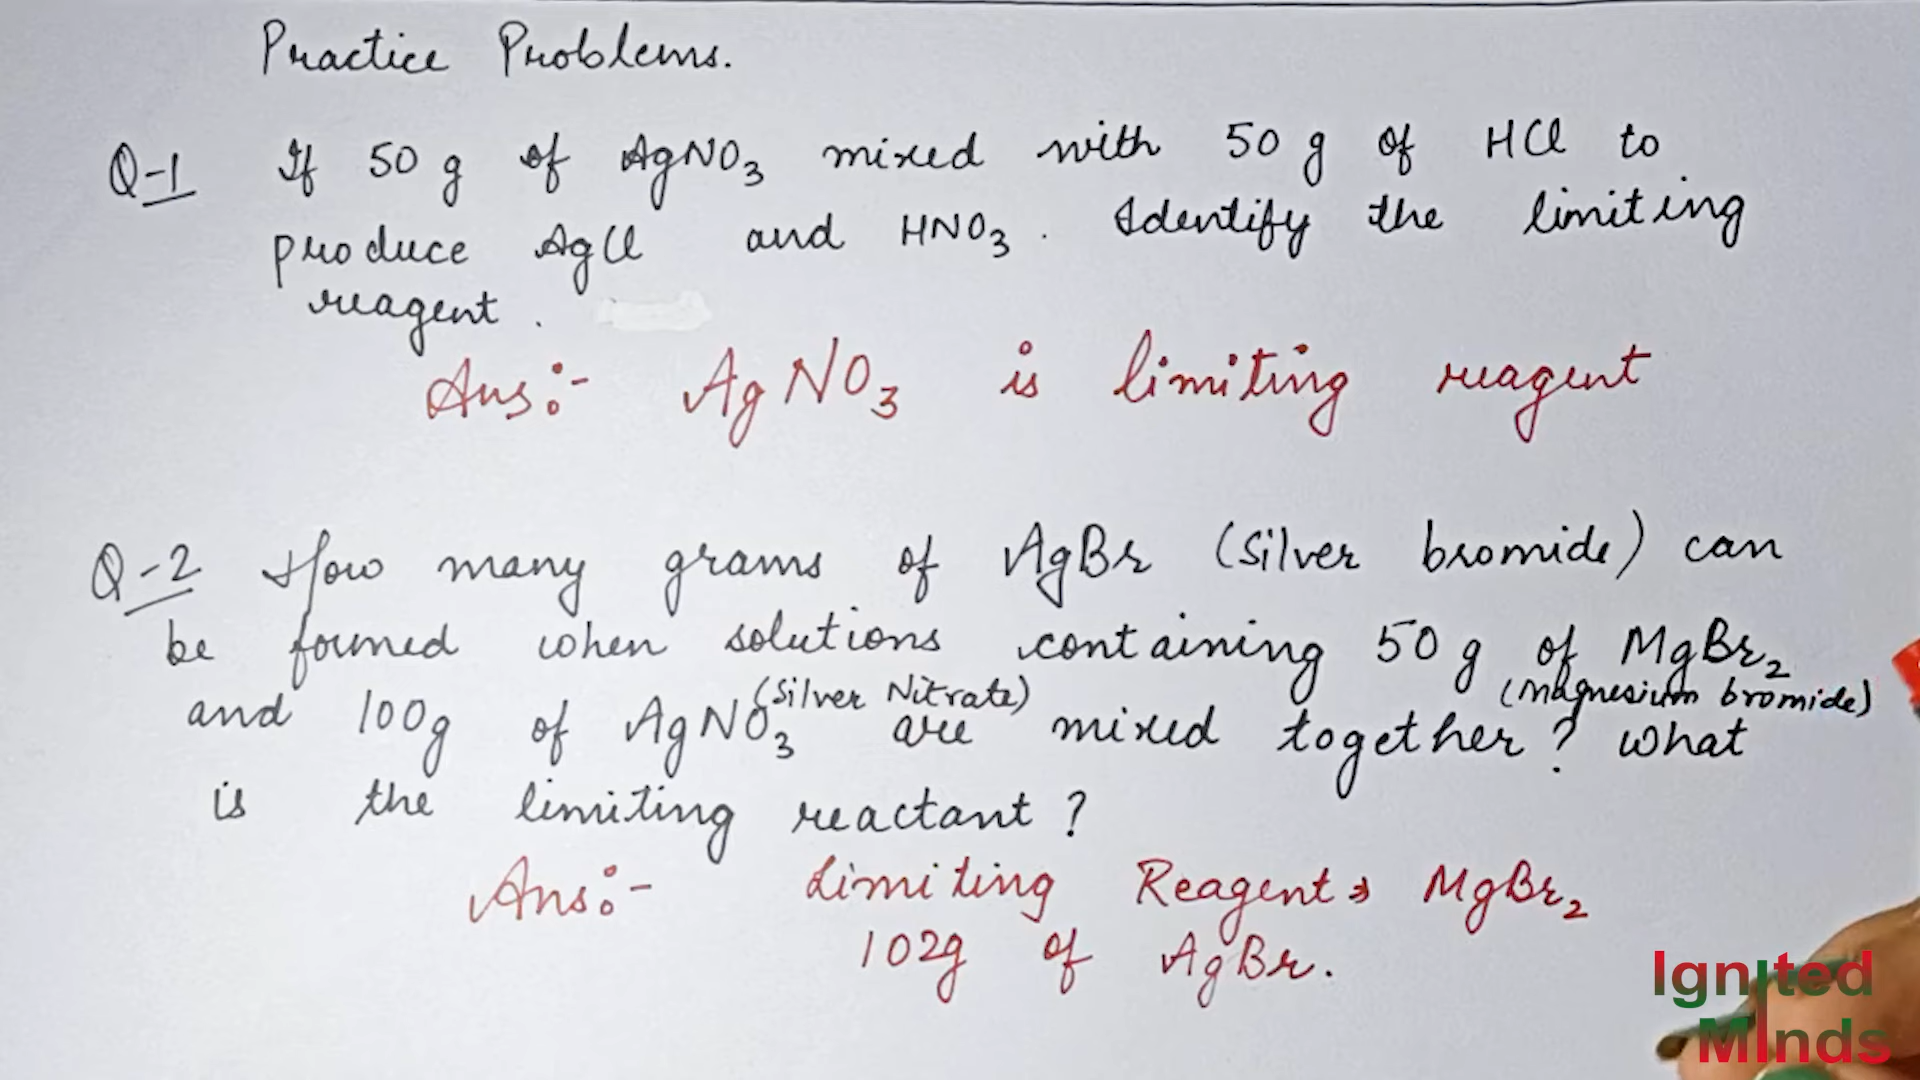 Practice Problems.
Q-1 If 50 g of AgNO3 mixed with 50 g of HCl to
produce AgCl and HNO3. Identify the limiting
reagent.
Ans:- AgNO3 is limiting reagent
Q-2 How many grams of AgBr (Silver bromide) can
be formed when solutions containing 50 g of MgBr2
(Silver Nitrate) (Magnesium bromide)
and 100g of AgNO3 are mixed together? What
is the limiting reactant?
Ans:- Limiting Reagent → MgBr2
102g of AgBr.
Ignited
Minds